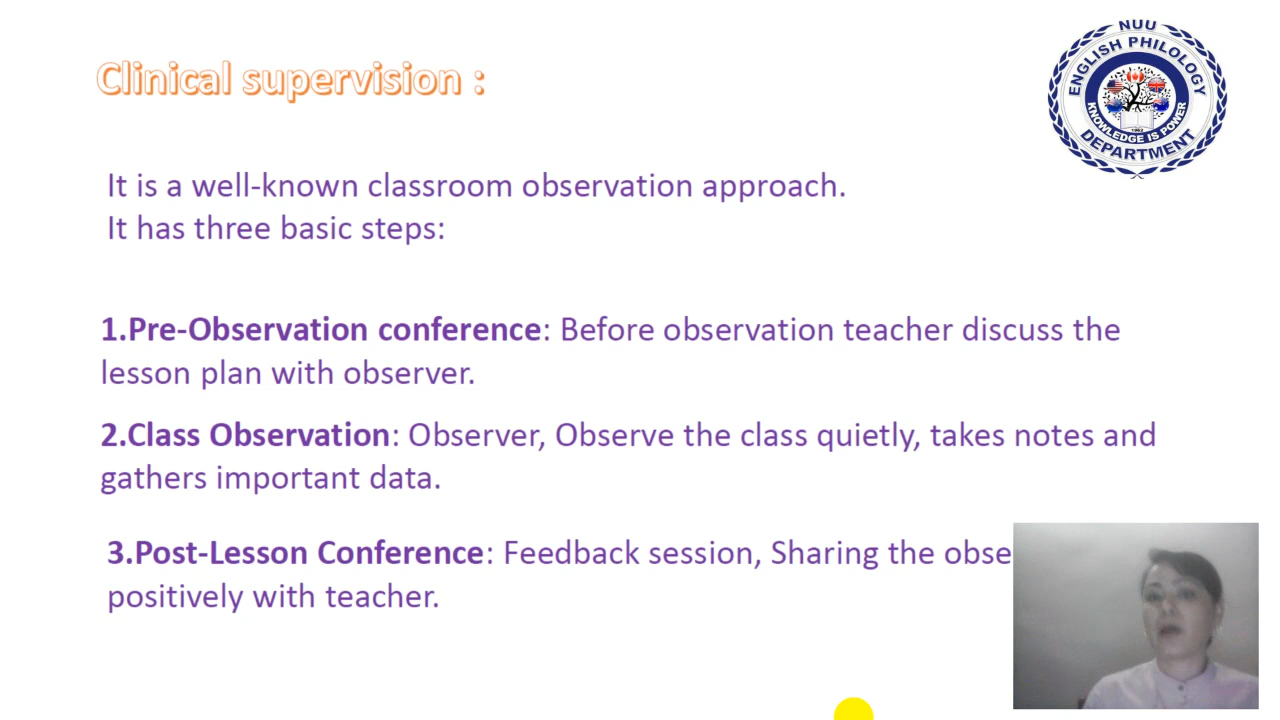 Clinical supervision :
NUU
ENGLISH PHILOLOGY
KNOWLEDGE IS POWER
1962
DEPARTMENT
It is a well-known classroom observation approach.
It has three basic steps:
1.Pre-Observation conference: Before observation teacher discuss the
lesson plan with observer.
2.Class Observation: Observer, Observe the class quietly, takes notes and
gathers important data.
3.Post-Lesson Conference: Feedback session, Sharing the
positively with teacher.